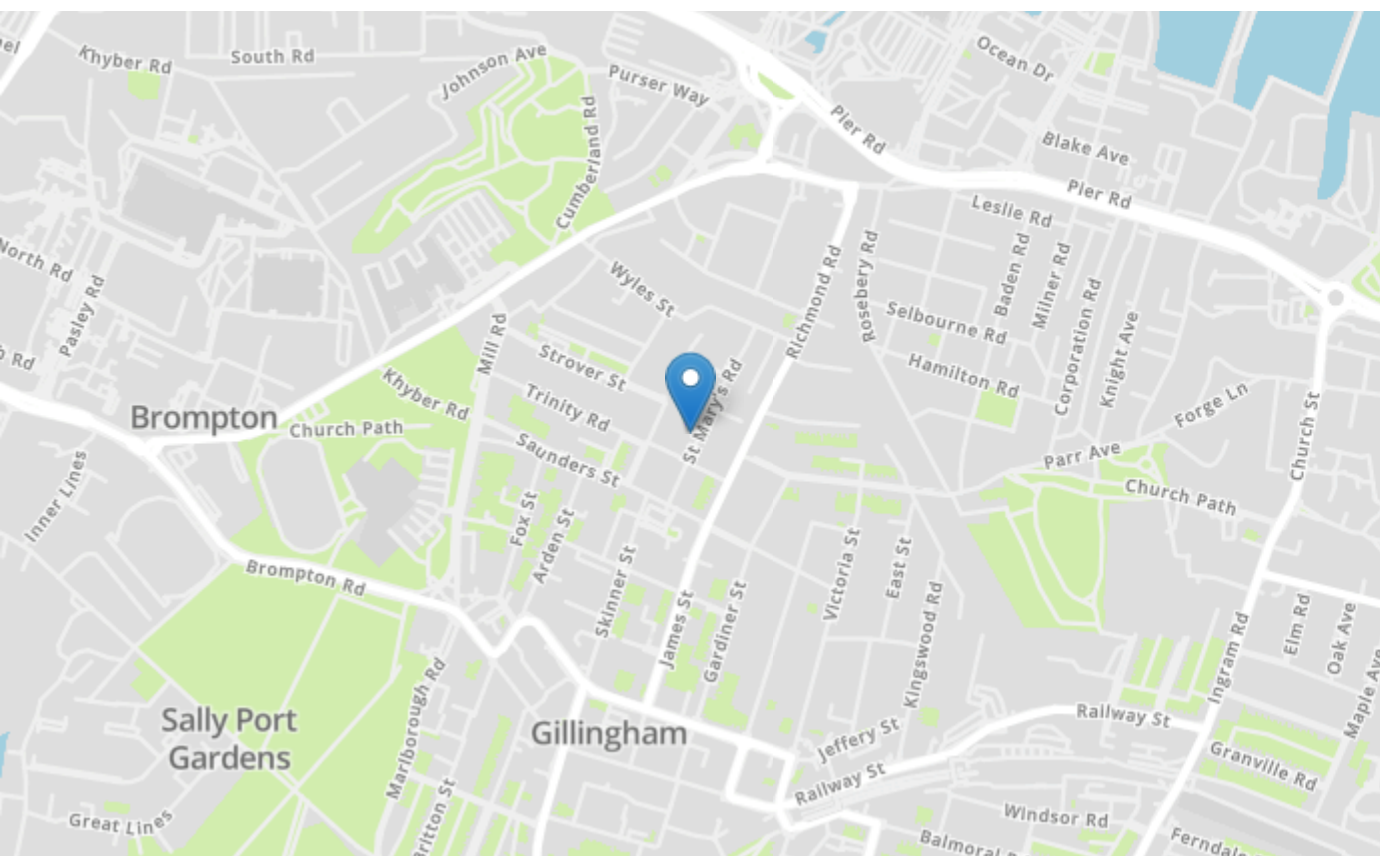 Khyber Rd
South Rd
Johnson Ave
Purser Way
Ocean Dr
Pier Rd
Blake Ave
Cumberland Rd
Pier Rd
Leslie Rd
North Rd
Pasley Rd
Wyles St
Richmond Rd
Rosebery Rd
Baden Rd
Milner Rd
Selbourne Rd
Corporation Rd
Knight Ave
Mill Rd
Strover St
Hamilton Rd
Khyber Rd
Trinity Rd
St Mary's Rd
Forge Ln
Church St
Brompton
Church Path
Saunders St
Parr Ave
Church Path
Inner Lines
Fox St
Arden St
Victoria St
East St
Brompton Rd
Skinner St
James St
Gardiner St
Kingswood Rd
Ingram Rd
Elm Rd
Oak Ave
Maple Ave
Marlborough Rd
Sally Port
Gardens
Gillingham
Jeffery St
Railway St
Railway St
Granville Rd
Great Lines
Windsor Rd
Balmoral